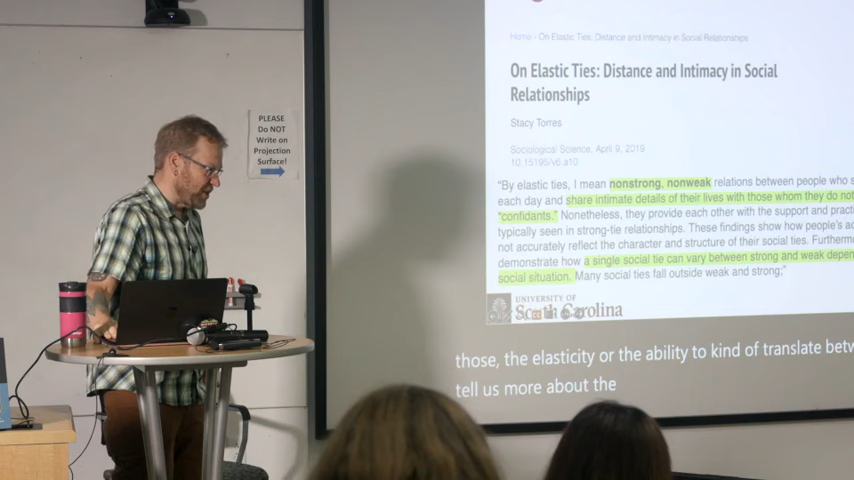 PLEASE
Do NOT
Write on
Projection
Surface!
Home » On Elastic Ties: Distance and Intimacy in Social Relationships
On Elastic Ties: Distance and Intimacy in Social
Relationships
Stacy Torres
Sociological Science, April 9, 2019
10.15195/v6.a10
"By elastic ties, I mean nonstrong, nonweak relations between people who s
each day and share intimate details of their lives with those whom they do not
"confidants." Nonetheless, they provide each other with the support and practi
typically seen in strong-tie relationships. These findings show how people's ac
not accurately reflect the character and structure of their social ties. Furthermo
demonstrate how a single social tie can vary between strong and weak depen
social situation. Many social ties fall outside weak and strong;"
UNIVERSITY OF
South Carolina
those, the elasticity or the ability to kind of translate betw
tell us more about the